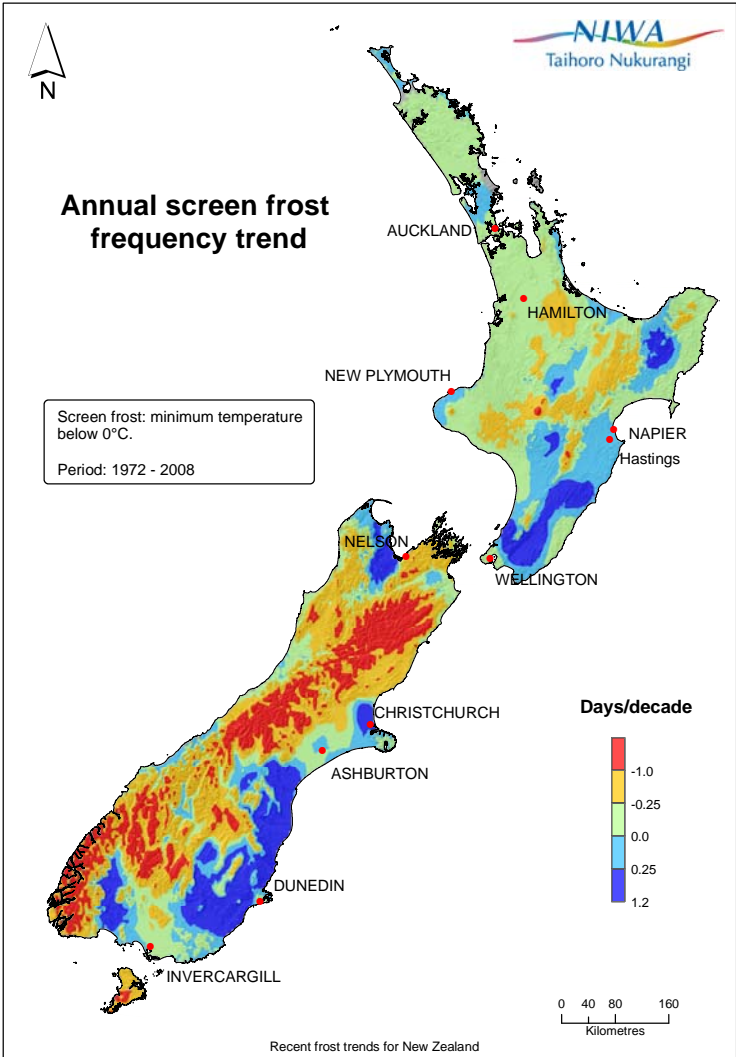 NIWA
Taihoro Nukurangi
N
Annual screen frost
frequency trend
AUCKLAND
HAMILTON
NEW PLYMOUTH
Screen frost: minimum temperature
below 0°C.
Period: 1972 - 2008
NAPIER
Hastings
NELSON
WELLINGTON
CHRISTCHURCH
ASHBURTON
Days/decade
-1.0
-0.25
0.0
0.25
1.2
DUNEDIN
INVERCARGILL
0 40 80 160
Kilometres
Recent frost trends for New Zealand